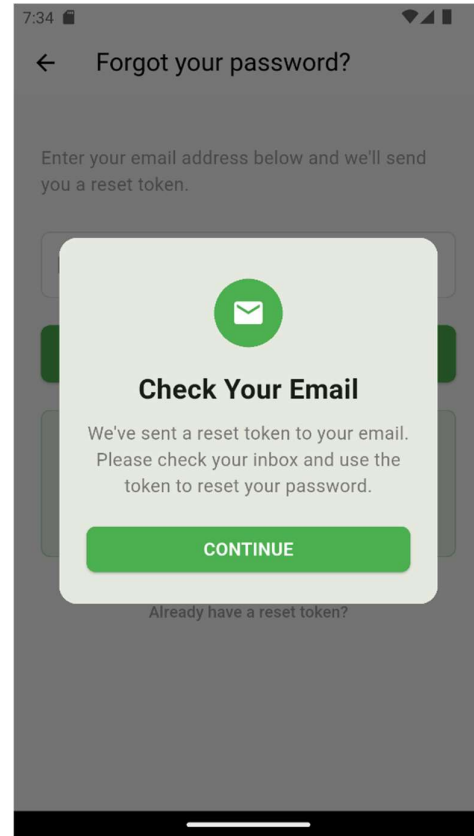 7:34
Forgot your password?
Enter your email address below and we'll send
you a reset token.
Check Your Email
We've sent a reset token to your email.
Please check your inbox and use the
token to reset your password.
CONTINUE
Already have a reset token?